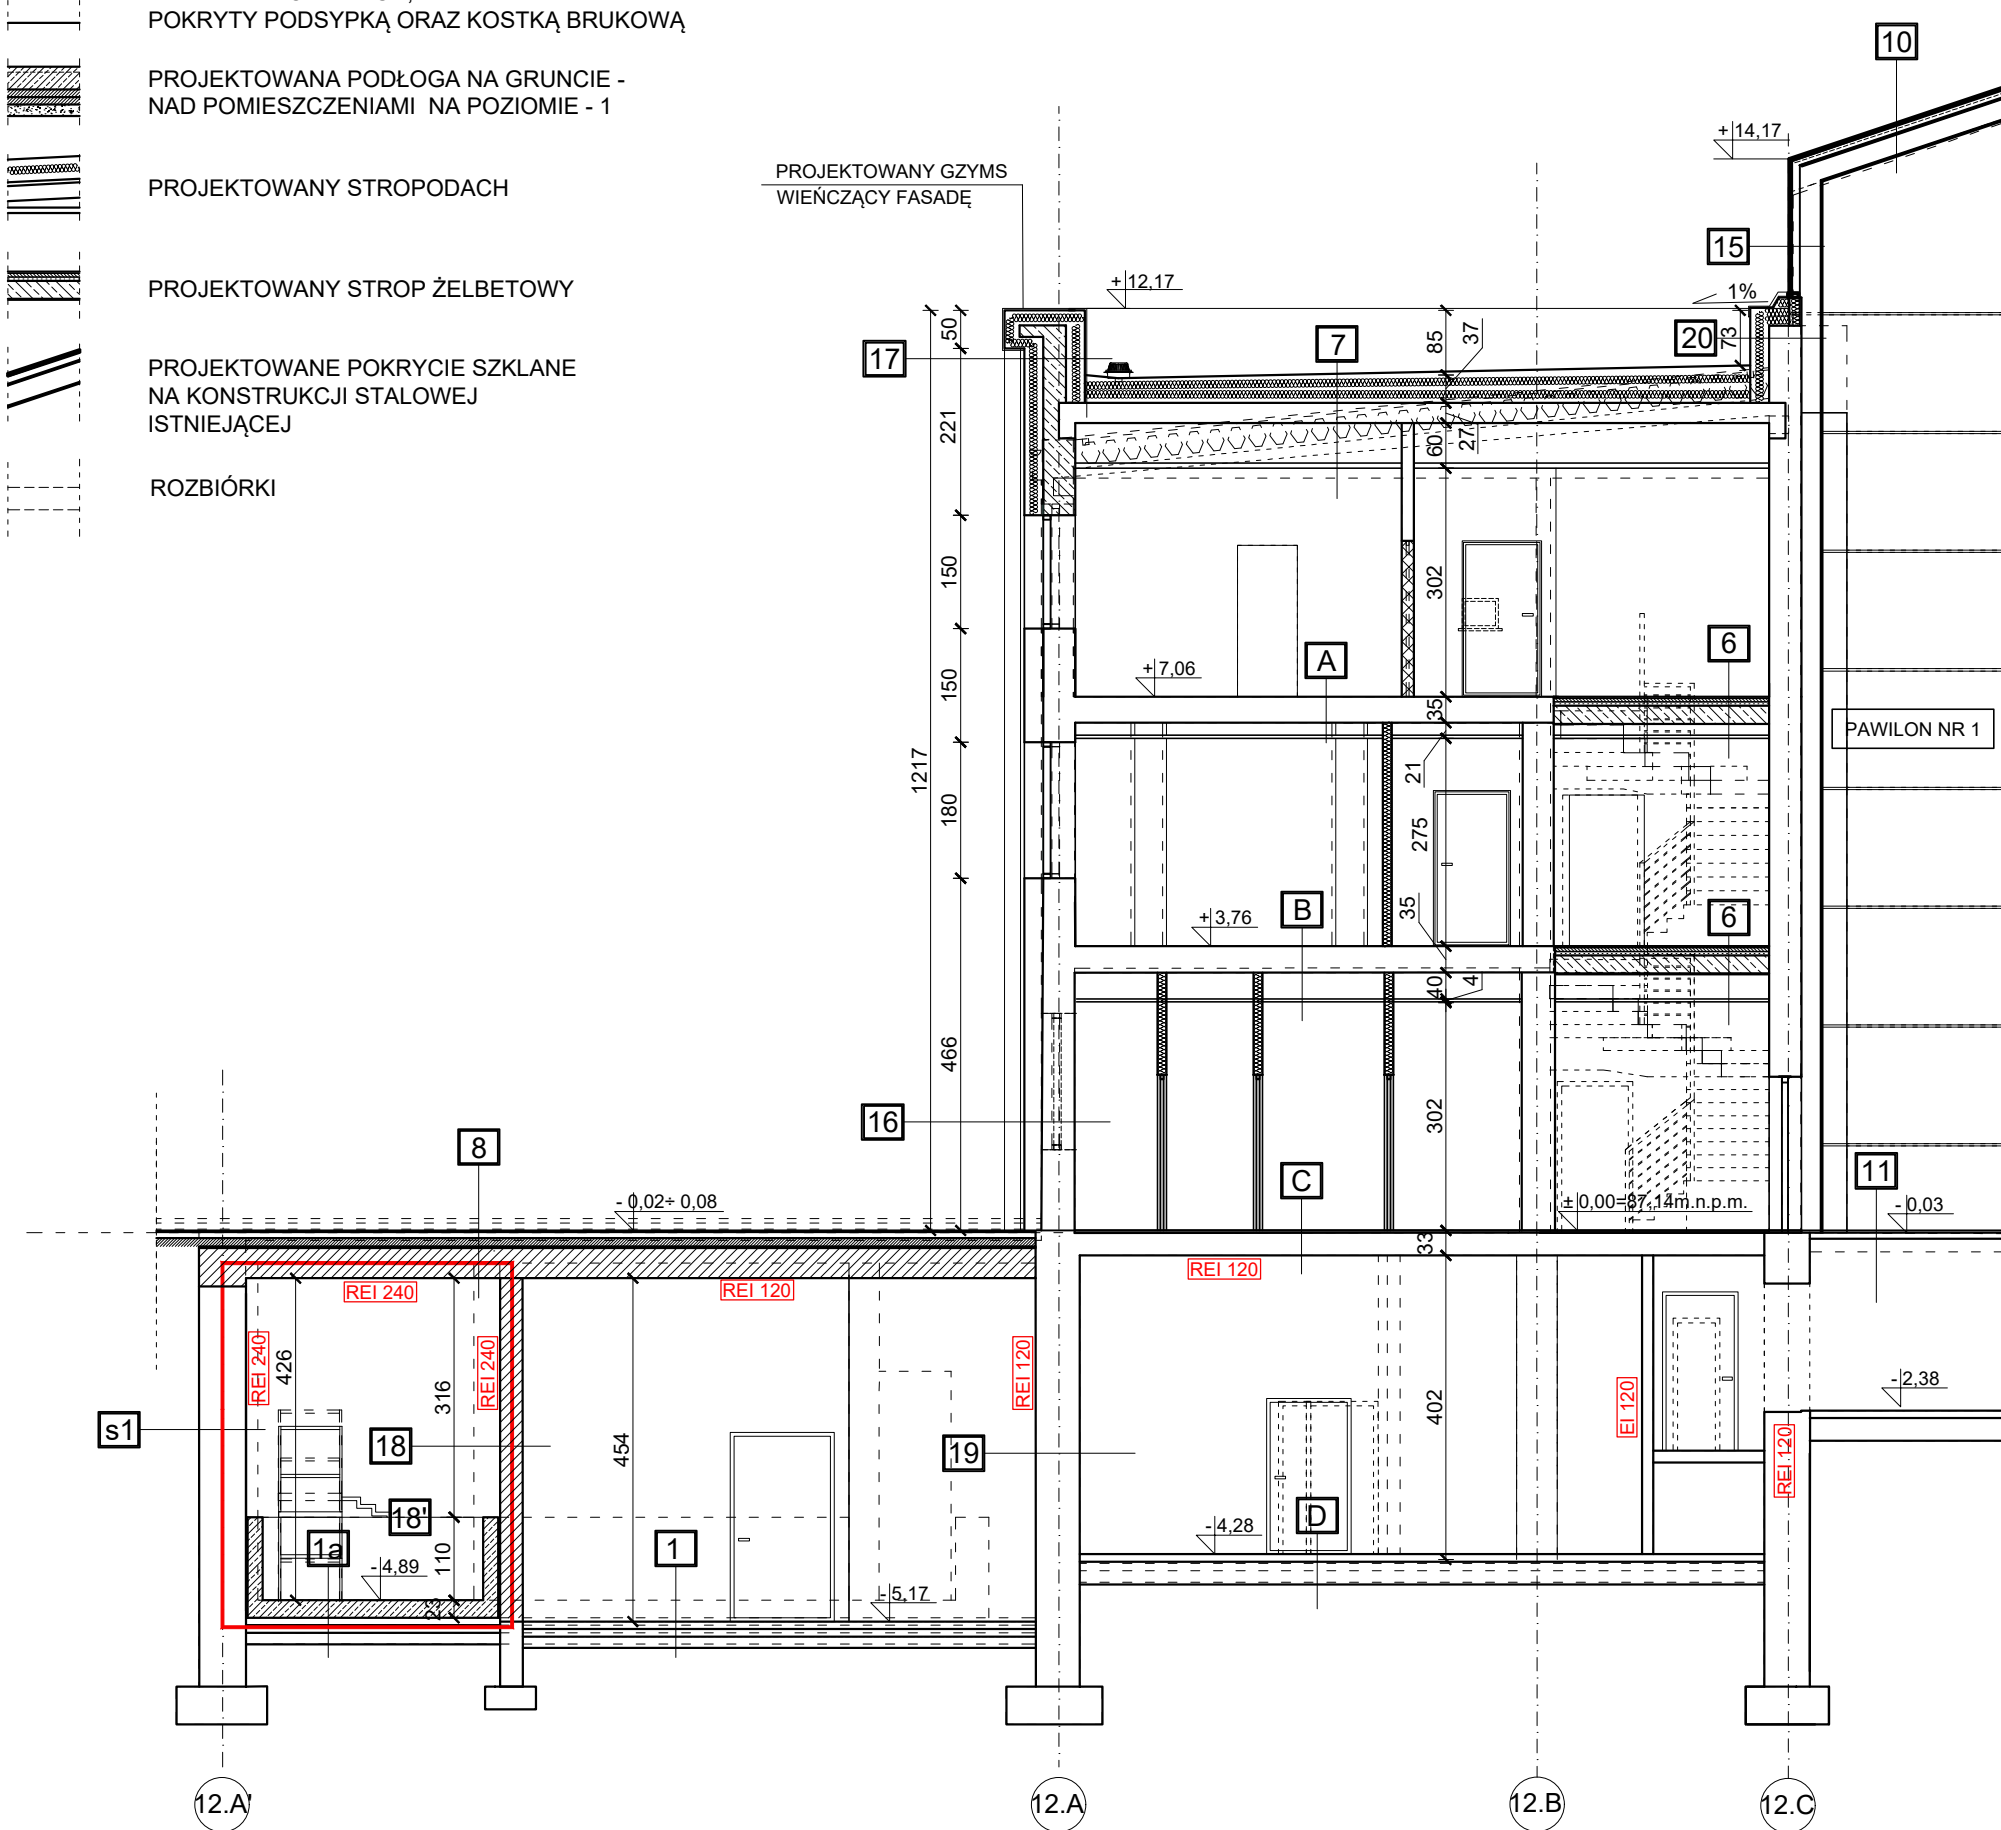 POKRYTY PODSYPKĄ ORAZ KOSTKĄ BRUKOWĄ
PROJEKTOWANA PODŁOGA NA GRUNCIE -
NAD POMIESZCZENIAMI NA POZIOMIE - 1
PROJEKTOWANY STROPODACH
PROJEKTOWANY STROP ŻELBETOWY
PROJEKTOWANE POKRYCIE SZKLANE
NA KONSTRUKCJI STALOWEJ
ISTNIEJĄCEJ
ROZBIÓRKI
PROJEKTOWANY GZYMS
WIEŃCZĄCY FASADĘ
10
+ 14,17
15
+ 12,17
1%
50
17
85
37
7
20
73
221
60
27
150
302
A
6
+ 7,06
150
35
PAWILON NR 1
1217
21
180
275
35
B
6
+ 3,76
40
4
466
16
302
8
C
11
- 0,02÷ 0,08
± 0,00=87,14m.n.p.m.
- 0,03
33
REI 240
REI 120
REI 120
REI 240
426
316
REI 240
REI 120
402
EI 120
- 2,38
s1
18
454
19
REI 120
18'
1a
110
- 4,89
1
- 4,28
D
23
- 5,17
12.A'
12.A
12.B
12.C